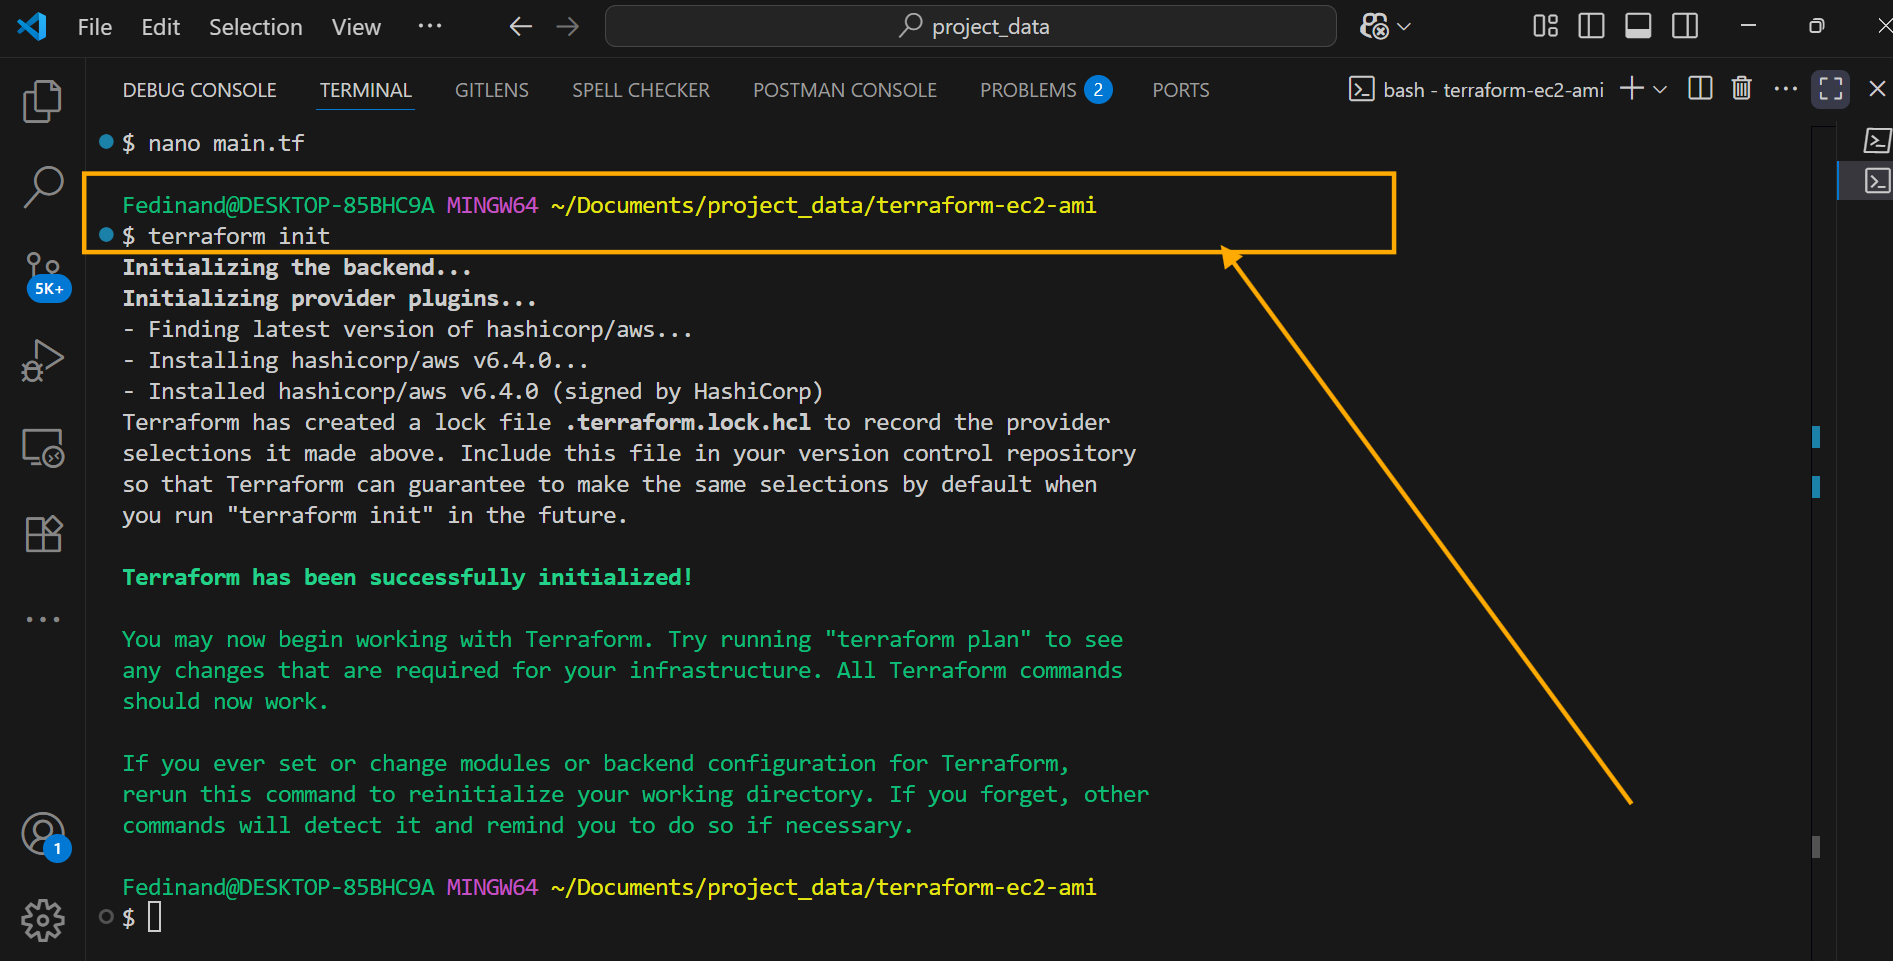 File Edit Selection View ··· project_data
DEBUG CONSOLE TERMINAL GITLENS SPELL CHECKER POSTMAN CONSOLE PROBLEMS 2 PORTS bash - terraform-ec2-ami
$ nano main.tf
Fedinand@DESKTOP-85BHC9A MINGW64 ~/Documents/project_data/terraform-ec2-ami
$ terraform init
Initializing the backend...
5K+
Initializing provider plugins...
- Finding latest version of hashicorp/aws...
- Installing hashicorp/aws v6.4.0...
- Installed hashicorp/aws v6.4.0 (signed by HashiCorp)
Terraform has created a lock file .terraform.lock.hcl to record the provider
selections it made above. Include this file in your version control repository
so that Terraform can guarantee to make the same selections by default when
you run "terraform init" in the future.
Terraform has been successfully initialized!
You may now begin working with Terraform. Try running "terraform plan" to see
any changes that are required for your infrastructure. All Terraform commands
should now work.
If you ever set or change modules or backend configuration for Terraform,
rerun this command to reinitialize your working directory. If you forget, other
commands will detect it and remind you to do so if necessary.
1
Fedinand@DESKTOP-85BHC9A MINGW64 ~/Documents/project_data/terraform-ec2-ami
$